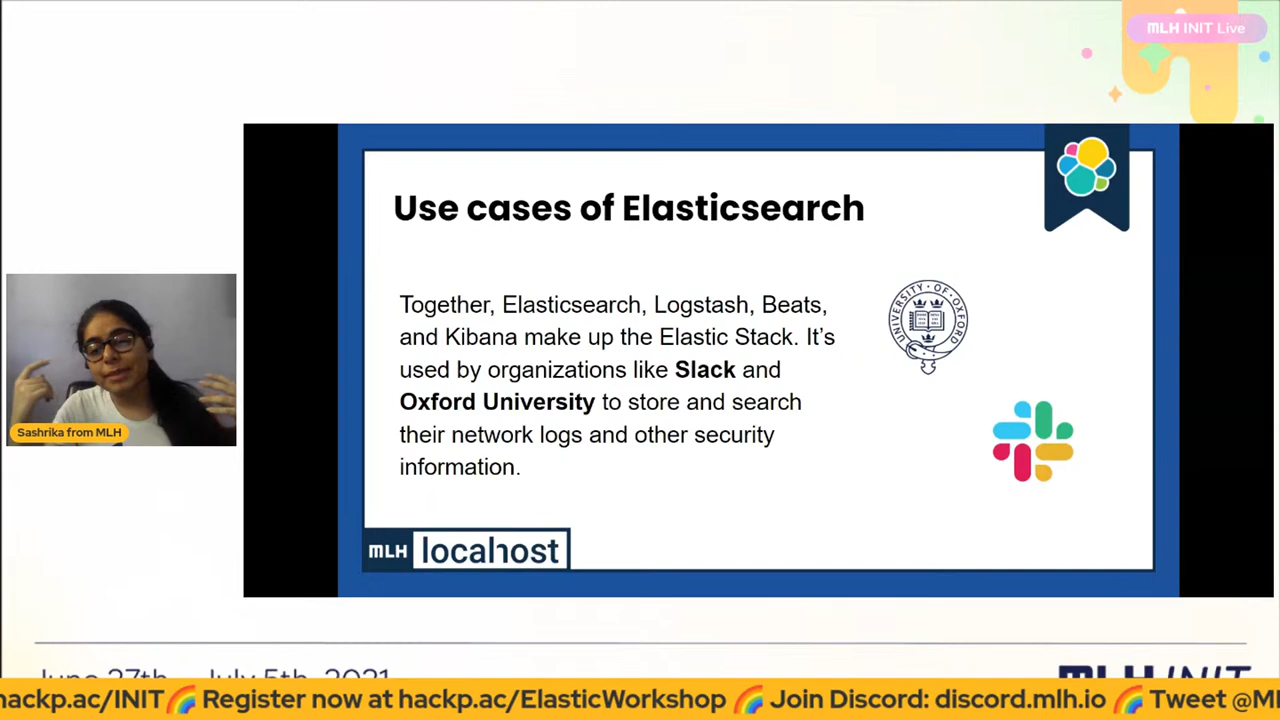 MLH INIT Live
Use cases of Elasticsearch
Together, Elasticsearch, Logstash, Beats,
and Kibana make up the Elastic Stack. It’s
used by organizations like Slack and
Oxford University to store and search
their network logs and other security
information.
UNIVERSITY · OF · OXFORD
Sashrika from MLH
MLH localhost
June 27th - July 5th, 2021
MLH INIT
hackp.ac/INIT Register now at hackp.ac/ElasticWorkshop Join Discord: discord.mlh.io Tweet @ML